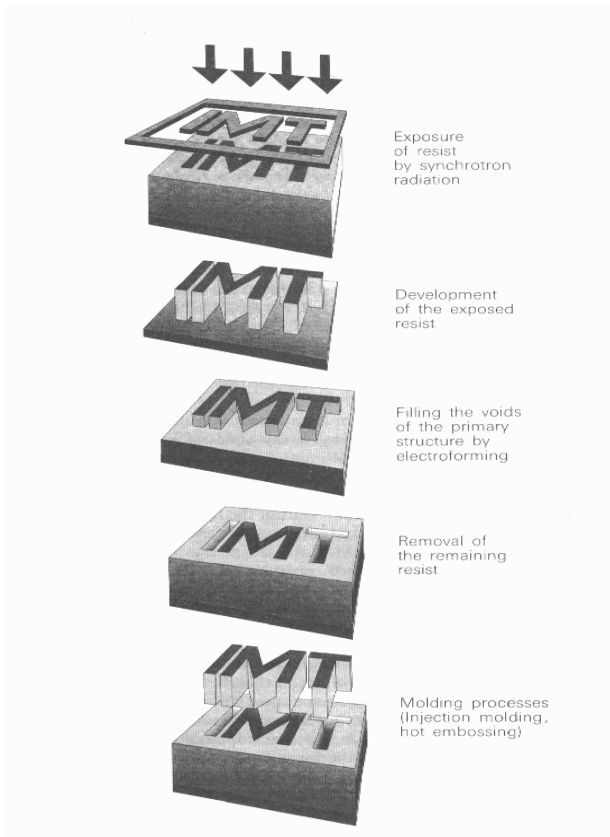 IMT
IMT
Exposure
of resist
by synchrotron
radiation
IMT
Development
of the exposed
resist
IMT
Filling the voids
of the primary
structure by
electroforming
IMT
Removal of
the remaining
resist
IMT
IMT
Molding processes
(Injection molding,
hot embossing)